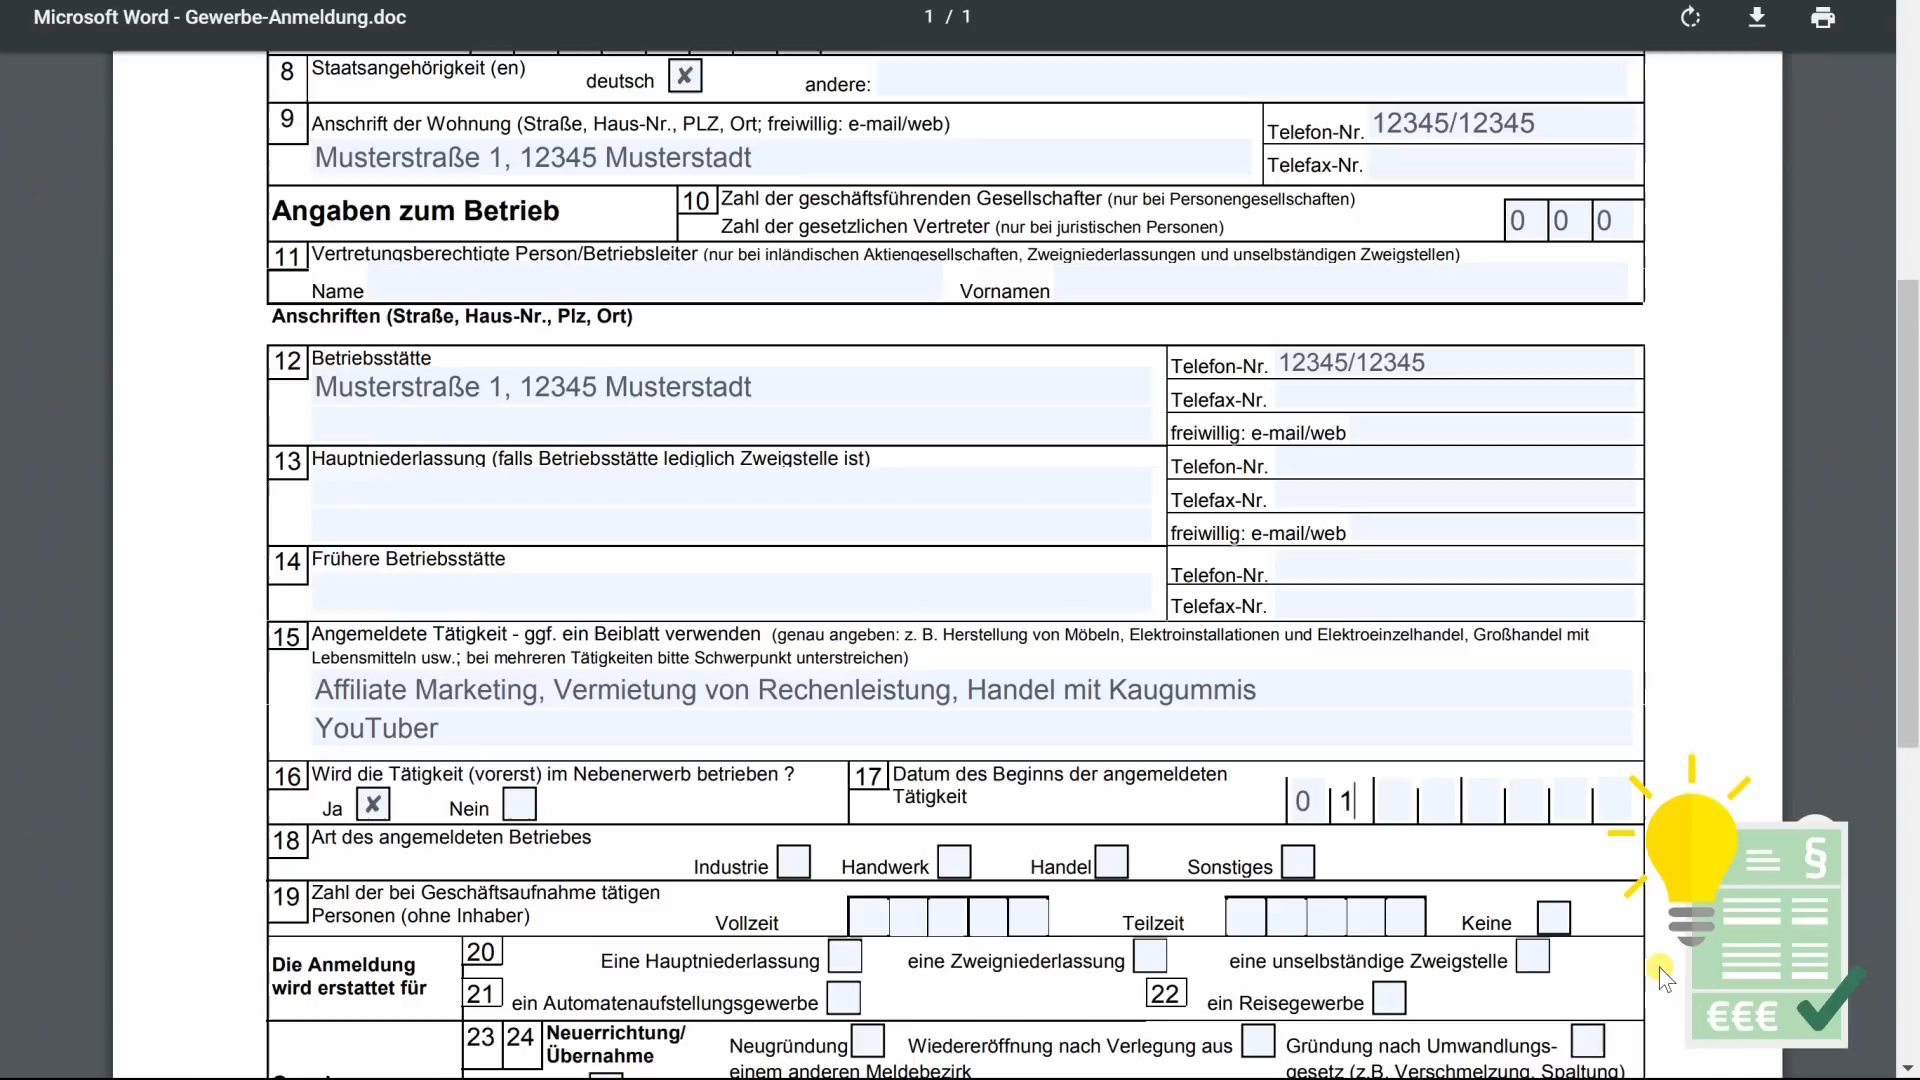 Microsoft Word - Gewerbe-Anmeldung.doc
1 / 1
8 Staatsangehörigkeit (en) deutsch ✗ andere:
9 Anschrift der Wohnung (Straße, Haus-Nr., PLZ, Ort; freiwillig: e-mail/web)
Telefon-Nr. 12345/12345
Musterstraße 1, 12345 Musterstadt
Telefax-Nr.
Angaben zum Betrieb
10 Zahl der geschäftsführenden Gesellschafter (nur bei Personengesellschaften)
Zahl der gesetzlichen Vertreter (nur bei juristischen Personen) 0 0 0
11 Vertretungsberechtigte Person/Betriebsleiter (nur bei inländischen Aktiengesellschaften, Zweigniederlassungen und unselbständigen Zweigstellen)
Name Vornamen
Anschriften (Straße, Haus-Nr., Plz, Ort)
12 Betriebsstätte
Telefon-Nr. 12345/12345
Musterstraße 1, 12345 Musterstadt
Telefax-Nr.
freiwillig: e-mail/web
13 Hauptniederlassung (falls Betriebsstätte lediglich Zweigstelle ist)
Telefon-Nr.
Telefax-Nr.
freiwillig: e-mail/web
14 Frühere Betriebsstätte
Telefon-Nr.
Telefax-Nr.
15 Angemeldete Tätigkeit - ggf. ein Beiblatt verwenden (genau angeben: z. B. Herstellung von Möbeln, Elektroinstallationen und Elektroeinzelhandel, Großhandel mit
Lebensmitteln usw.; bei mehreren Tätigkeiten bitte Schwerpunkt unterstreichen)
Affiliate Marketing, Vermietung von Rechenleistung, Handel mit Kaugummis
YouTuber
16 Wird die Tätigkeit (vorerst) im Nebenerwerb betrieben ?
Ja ✗ Nein
17 Datum des Beginns der angemeldeten
Tätigkeit 0 1
18 Art des angemeldeten Betriebes
Industrie Handwerk Handel Sonstiges
19 Zahl der bei Geschäftsaufnahme tätigen
Personen (ohne Inhaber) Vollzeit Teilzeit Keine
Die Anmeldung
wird erstattet für
20 Eine Hauptniederlassung eine Zweigniederlassung eine unselbständige Zweigstelle
21 ein Automatenaufstellungsgewerbe 22 ein Reisegewerbe
23 24 Neuerrichtung/
Übernahme
Neugründung Wiedereröffnung nach Verlegung aus Gründung nach Umwandlungs-
einem anderen Meldebezirk gesetz (z.B. Verschmelzung, Spaltung)
§
€€€